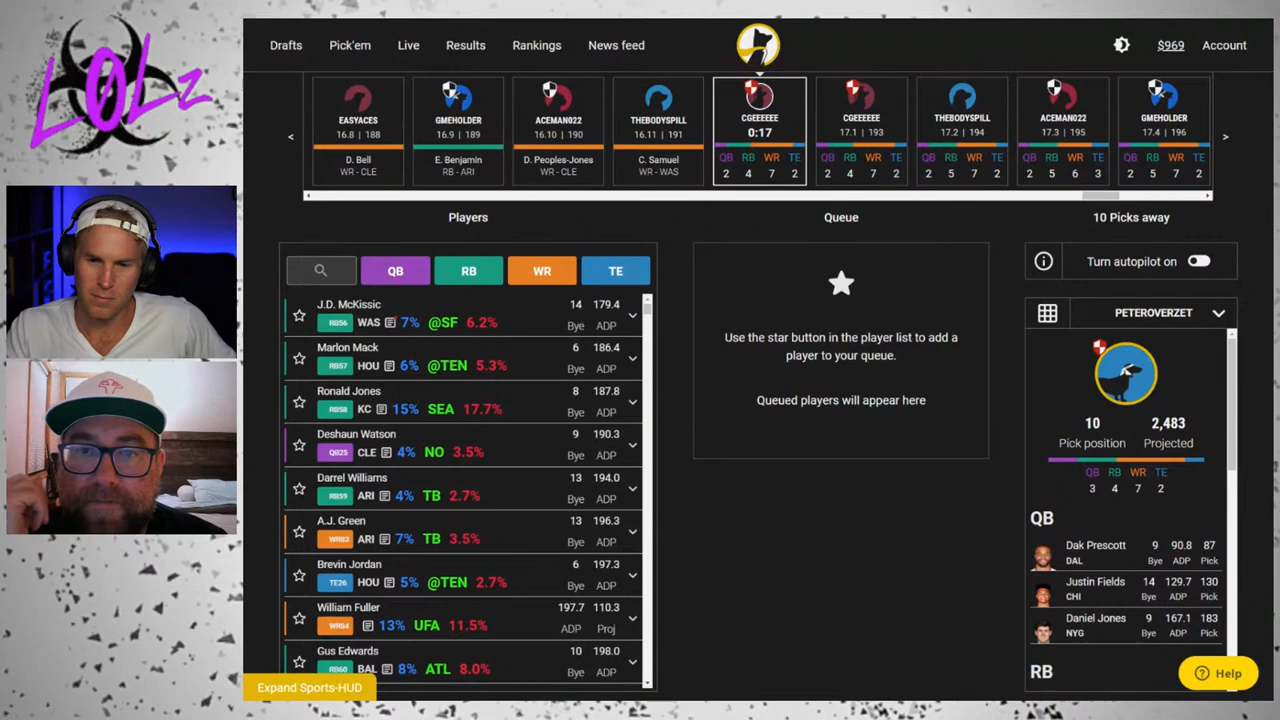 LOLz
Drafts Pick'em Live Results Rankings News feed $969 Account
EASYACES GMEHOLDER ACEMAN022 THEBODYSPILL CGEEEEEE CGEEEEEE THEBODYSPILL ACEMAN022 GMEHOLDER
16.8 | 188 16.9 | 189 16.10 | 190 16.11 | 191 0:17 17.1 | 193 17.2 | 194 17.3 | 195 17.4 | 196
< D. Bell E. Benjamin D. Peoples-Jones C. Samuel QB RB WR TE QB RB WR TE QB RB WR TE QB RB WR TE QB RB WR TE >
WR - CLE RB - ARI WR - CLE WR - WAS 2 4 7 2 2 4 7 2 2 5 7 2 2 5 6 3 2 5 7 2
Players Queue 10 Picks away
QB RB WR TE
J.D. McKissic 14 179.4
RB56 WAS 7% @SF 6.2% Bye ADP
Marlon Mack 6 186.4
RB57 HOU 6% @TEN 5.3% Bye ADP
Ronald Jones 8 187.8
RB58 KC 15% SEA 17.7% Bye ADP
Deshaun Watson 9 190.3
QB25 CLE 4% NO 3.5% Bye ADP
Darrel Williams 13 194.0
RB59 ARI 4% TB 2.7% Bye ADP
A.J. Green 13 196.3
WR83 ARI 7% TB 3.5% Bye ADP
Brevin Jordan 6 197.3
TE26 HOU 5% @TEN 2.7% Bye ADP
William Fuller 197.7 110.3
WR84 13% UFA 11.5% ADP Proj
Gus Edwards 10 198.0
RB60 BAL 8% ATL 8.0% Bye ADP
Expand Sports-HUD
Use the star button in the player list to add a
player to your queue.
Queued players will appear here
Turn autopilot on
PETEROVERZET
10 2,483
Pick position Projected
QB RB WR TE
3 4 7 2
QB
Dak Prescott 9 90.8 87
DAL Bye ADP Pick
Justin Fields 14 129.7 130
CHI Bye ADP Pick
Daniel Jones 9 167.1 183
NYG Bye ADP Pick
RB
Help